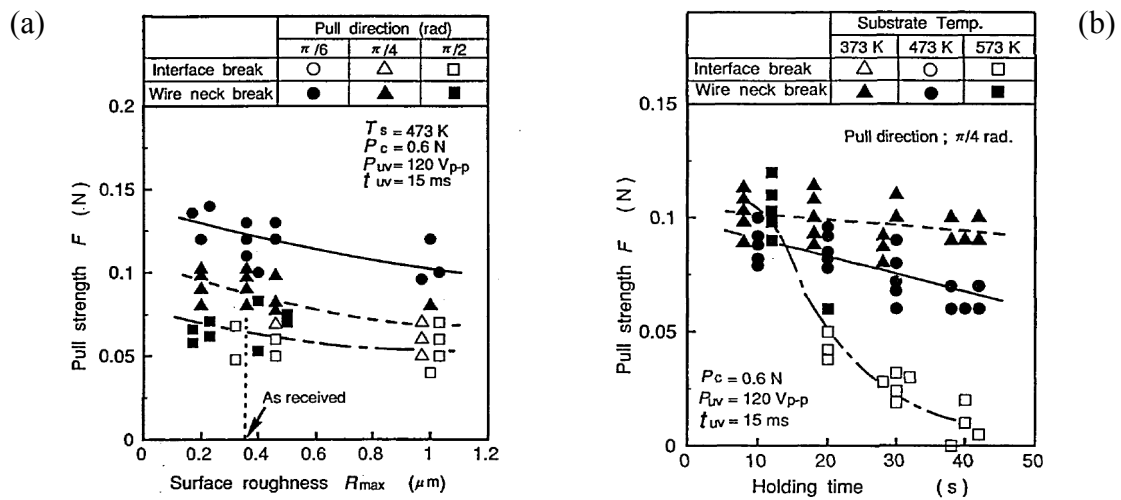 (a)
Pull direction (rad)
π/6 π/4 π/2
Interface break
Wire neck break
0.2
0.15
0.1
0.05
0
Pull strength F (N)
Ts = 473 K
Pc = 0.6 N
Puv = 120 Vp-p
tuv = 15 ms
As received
0 0.2 0.4 0.6 0.8 1 1.2
Surface roughness Rmax (μm)
(b)
Substrate Temp.
373 K 473 K 573 K
Interface break
Wire neck break
0.15
0.1
0.05
0
Pull strength F (N)
Pull direction ; π/4 rad.
Pc = 0.6 N
Puv = 120 Vp-p
tuv = 15 ms
0 10 20 30 40 50
Holding time (s)